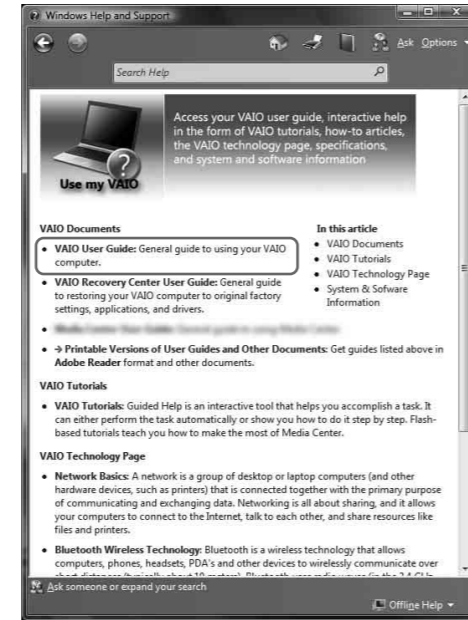 Windows Help and Support
Ask Options
Search Help
Access your VAIO user guide, interactive help
in the form of VAIO tutorials, how-to articles,
the VAIO technology page, specifications,
and system and software information
Use my VAIO
VAIO Documents
• VAIO User Guide: General guide to using your VAIO
computer.
• VAIO Recovery Center User Guide: General guide
to restoring your VAIO computer to original factory
settings, applications, and drivers.
In this article
• VAIO Documents
• VAIO Tutorials
• VAIO Technology Page
• System & Sofware
Information
• → Printable Versions of User Guides and Other Documents: Get guides listed above in
Adobe Reader format and other documents.
VAIO Tutorials
• VAIO Tutorials: Guided Help is an interactive tool that helps you accomplish a task. It
can either perform the task automatically or show you how to do it step by step. Flash-
based tutorials teach you how to make the most of Media Center.
VAIO Technology Page
• Network Basics: A network is a group of desktop or laptop computers (and other
hardware devices, such as printers) that is connected together with the primary purpose
of communicating and exchanging data. Networking is all about sharing, and it allows
your computers to connect to the Internet, talk to each other, and share resources like
files and printers.
• Bluetooth Wireless Technology: Bluetooth is a wireless technology that allows
computers, phones, headsets, PDA's and other devices to wirelessly communicate over
Ask someone or expand your search
Offline Help